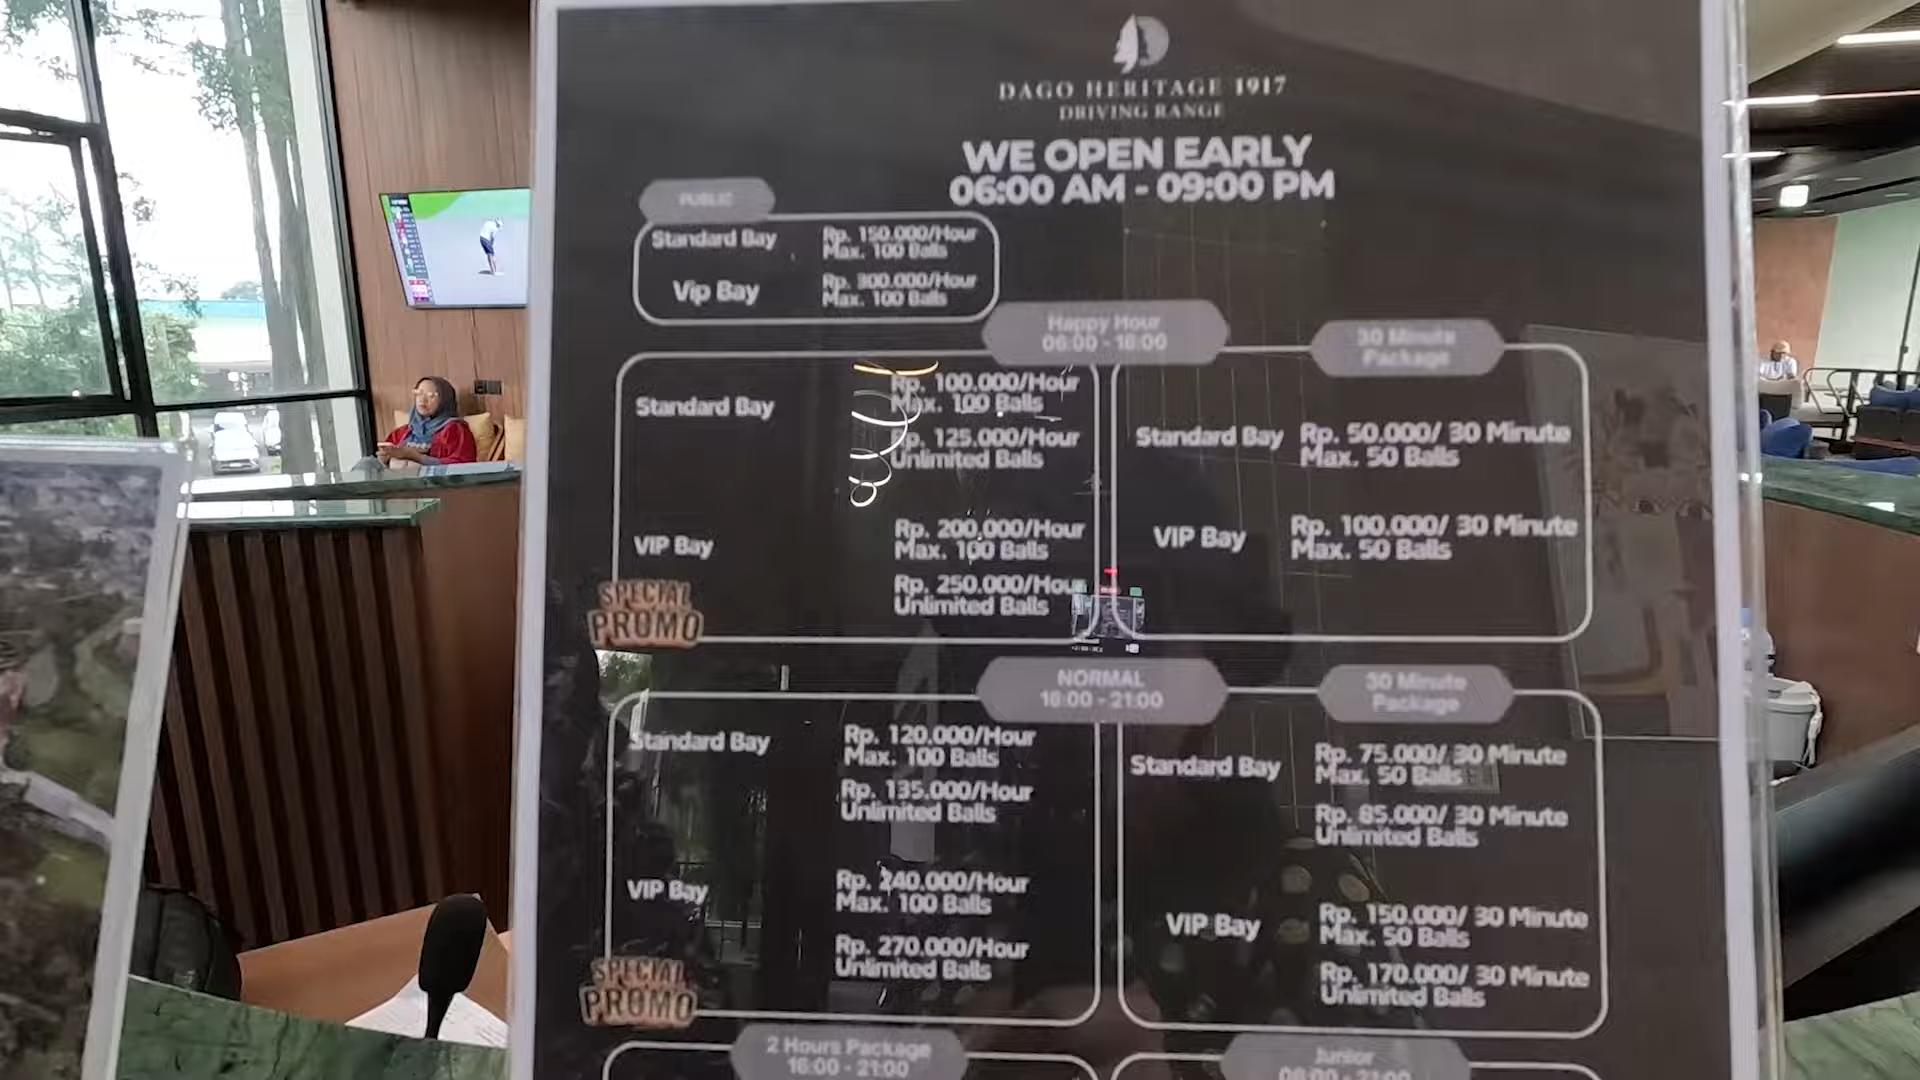 DAGO HERITAGE 1917
DRIVING RANGE
WE OPEN EARLY
06:00 AM - 09:00 PM
PUBLIC
Standard Bay
Rp. 150.000/Hour
Max. 100 Balls
Vip Bay
Rp. 300.000/Hour
Max. 100 Balls
Happy Hour
06:00 - 16:00
Standard Bay
Rp. 100.000/Hour
Max. 100 Balls
Rp. 125.000/Hour
Unlimited Balls
VIP Bay
Rp. 200.000/Hour
Max. 100 Balls
Rp. 250.000/Hour
Unlimited Balls
SPECIAL
PROMO
30 Minute
Package
Standard Bay
Rp. 50.000/ 30 Minute
Max. 50 Balls
VIP Bay
Rp. 100.000/ 30 Minute
Max. 50 Balls
NORMAL
16:00 - 21:00
Standard Bay
Rp. 120.000/Hour
Max. 100 Balls
Rp. 135.000/Hour
Unlimited Balls
VIP Bay
Rp. 240.000/Hour
Max. 100 Balls
Rp. 270.000/Hour
Unlimited Balls
SPECIAL
PROMO
30 Minute
Package
Standard Bay
Rp. 75.000/ 30 Minute
Max. 50 Balls
Rp. 85.000/ 30 Minute
Unlimited Balls
VIP Bay
Rp. 150.000/ 30 Minute
Max. 50 Balls
Rp. 170.000/ 30 Minute
Unlimited Balls
2 Hours Package
16:00 - 21:00
Junior
06:00 - 21:00